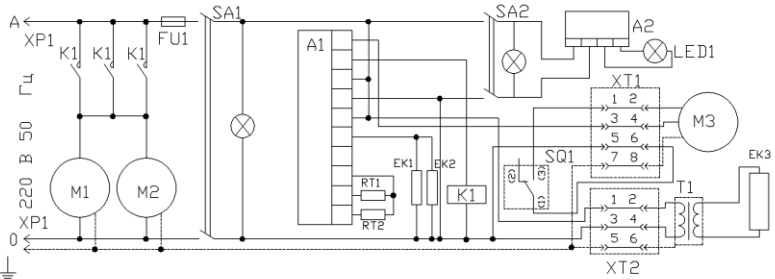 A
SA1
SA2
A2
XP1
FU1
LED1
K1
K1
K1
A1
XT1
1 2
3 4
5 6
7 8
M3
220 В 50 Гц
SQ1
(2)
(3)
(1)
EK1
EK2
EK3
M1
M2
RT1
RT2
K1
T1
1 2
3 4
5 6
XP1
0
XT2